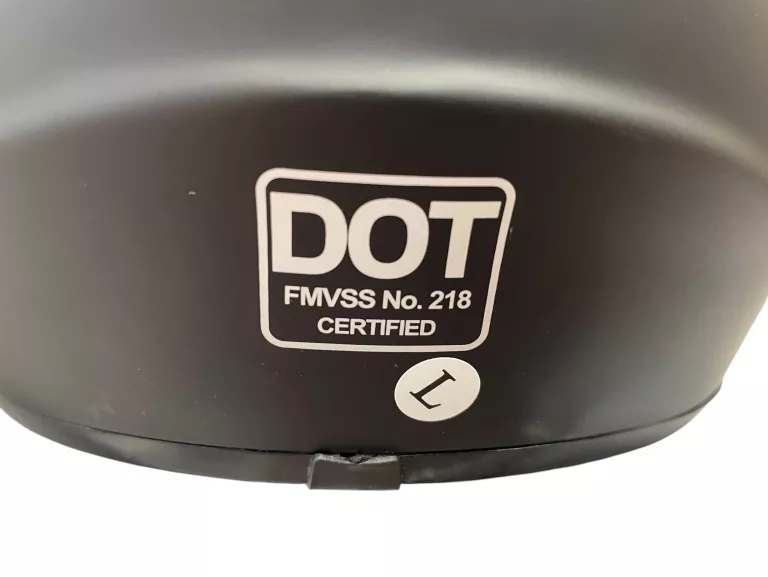 DOT
FMVSS No. 218
CERTIFIED
L